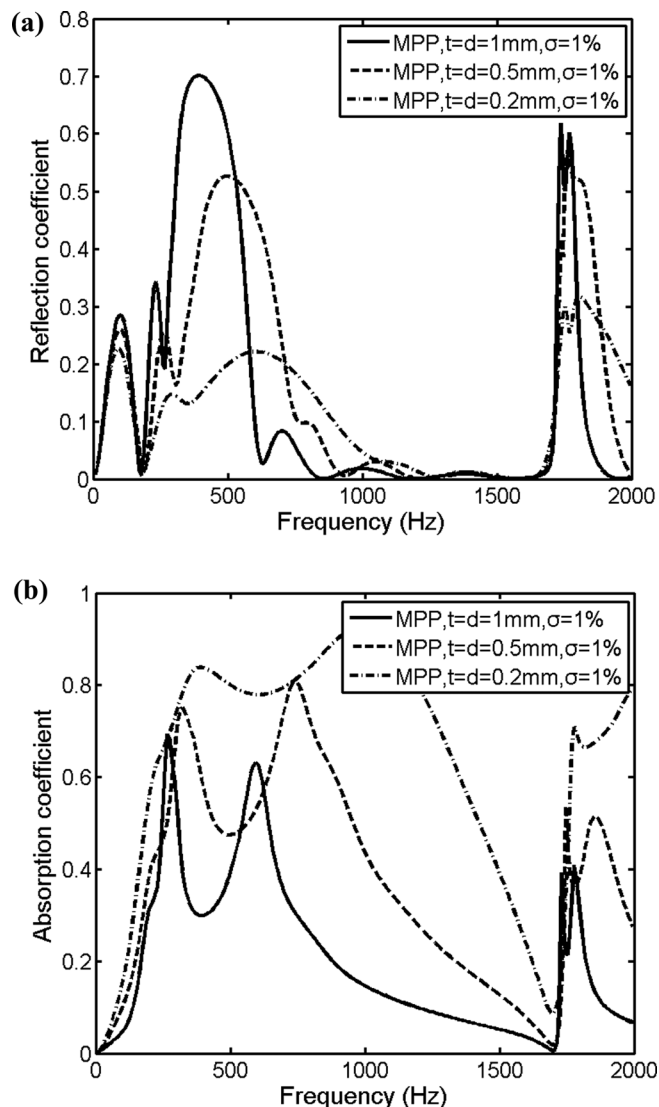 (a)
0.8
0.7
0.6
0.5
0.4
0.3
0.2
0.1
0
Reflection coefficient
MPP,t=d=1mm,σ=1%
MPP,t=d=0.5mm,σ=1%
MPP,t=d=0.2mm,σ=1%
0 500 1000 1500 2000
Frequency (Hz)
(b)
1
0.8
0.6
0.4
0.2
0
Absorption coefficient
MPP,t=d=1mm,σ=1%
MPP,t=d=0.5mm,σ=1%
MPP,t=d=0.2mm,σ=1%
0 500 1000 1500 2000
Frequency (Hz)